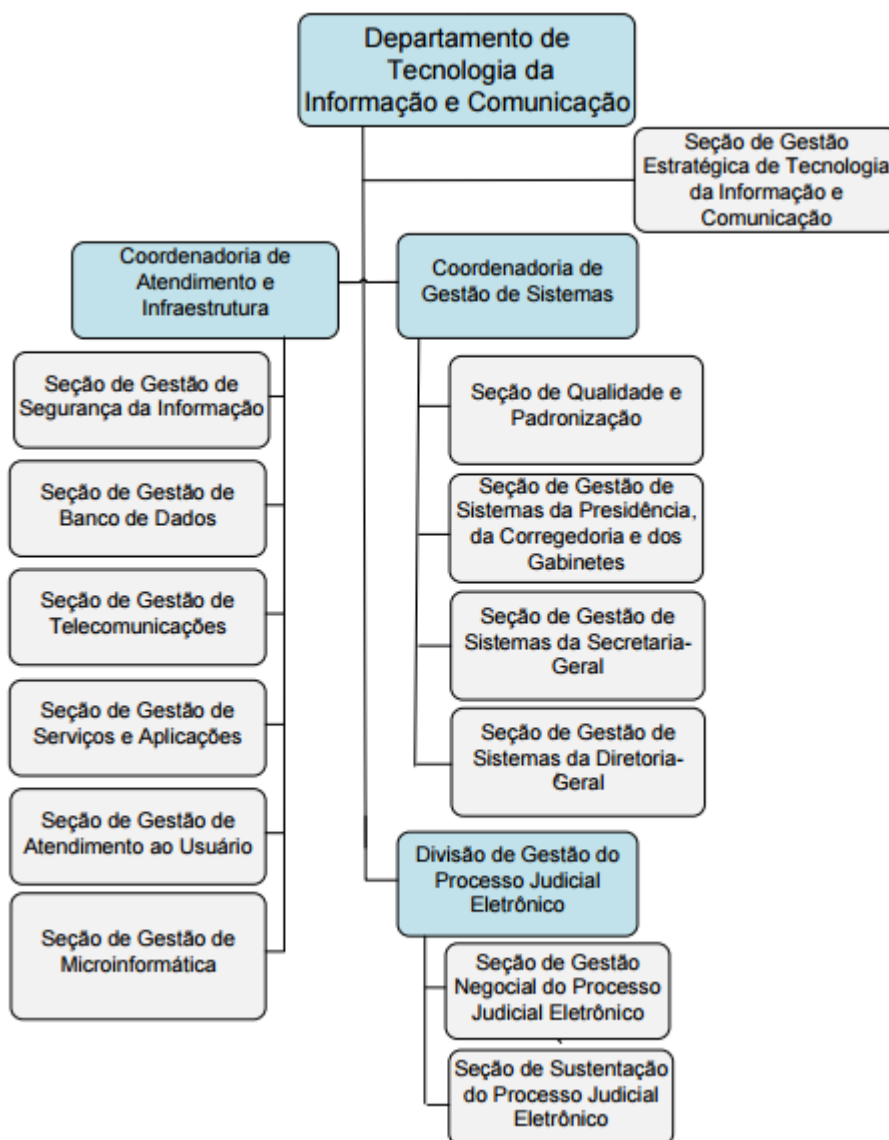 Departamento de
Tecnologia da
Informação e Comunicação
Seção de Gestão
Estratégica de Tecnologia
da Informação e
Comunicação
Coordenadoria de
Atendimento e
Infraestrutura
Coordenadoria de
Gestão de Sistemas
Seção de Gestão de
Segurança da Informação
Seção de Gestão de
Banco de Dados
Seção de Gestão de
Telecomunicações
Seção de Gestão de
Serviços e Aplicações
Seção de Gestão de
Atendimento ao Usuário
Seção de Gestão de
Microinformática
Seção de Qualidade e
Padronização
Seção de Gestão de
Sistemas da Presidência,
da Corregedoria e dos
Gabinetes
Seção de Gestão de
Sistemas da Secretaria-
Geral
Seção de Gestão de
Sistemas da Diretoria-
Geral
Divisão de Gestão do
Processo Judicial
Eletrônico
Seção de Gestão
Negocial do Processo
Judicial Eletrônico
Seção de Sustentação
do Processo Judicial
Eletrônico